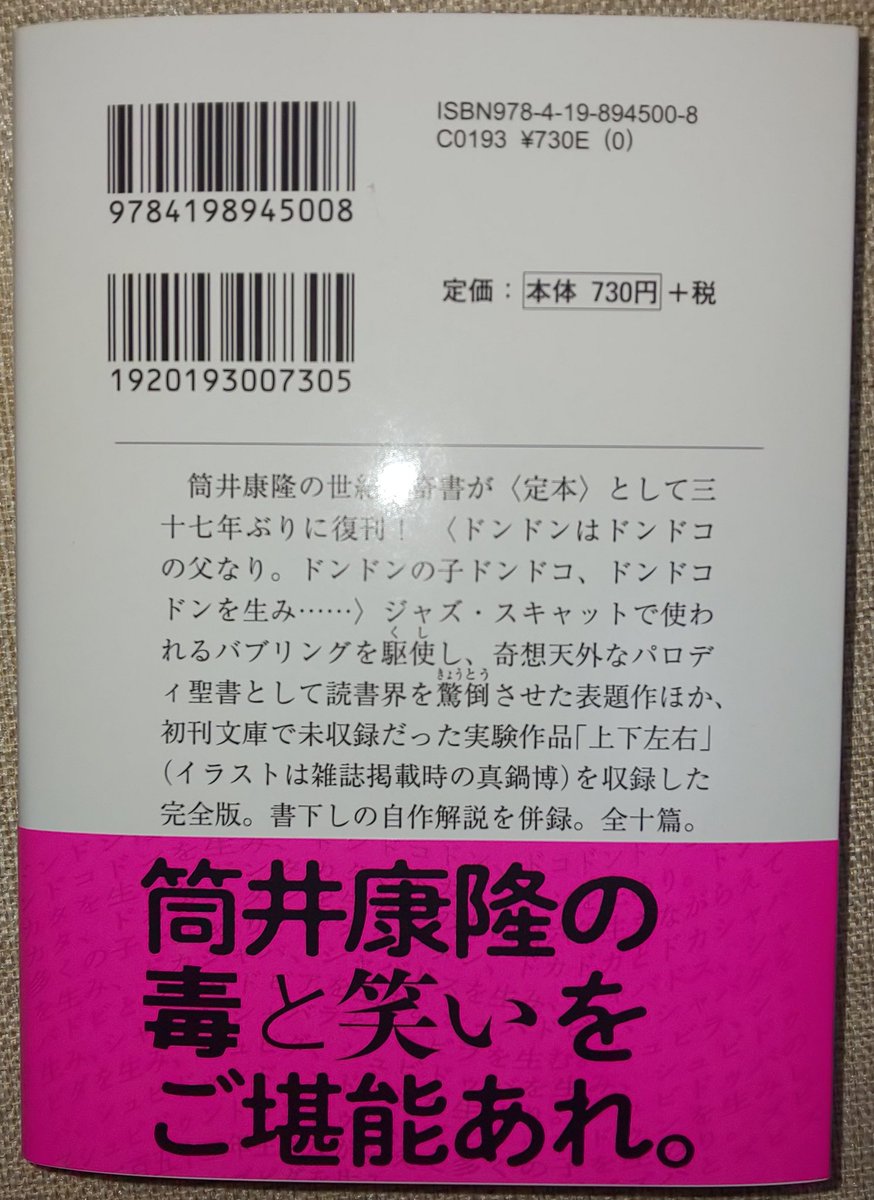 ISBN978-4-19-894500-8
C0193 ¥730E (0)
9784198945008
定価：本体 730円＋税
1920193007305
筒井康隆の世紀 奇書が〈定本〉として三
十七年ぶりに復刊！〈ドンドンはドンドコ
の父なり。ドンドンの子ドンドコ、ドンドコ
ドンを生み……〉ジャズ・スキャットで使わ
れるバブリングを駆使し、奇想天外なパロデ
くし
ィ聖書として読書界を驚倒させた表題作ほか、
きょうとう
初刊文庫で未収録だった実験作品「上下左右」
（イラストは雑誌掲載時の真鍋博）を収録した
完全版。書下しの自作解説を併録。全十篇。
筒井康隆の
毒と笑いを
ご堪能あれ。